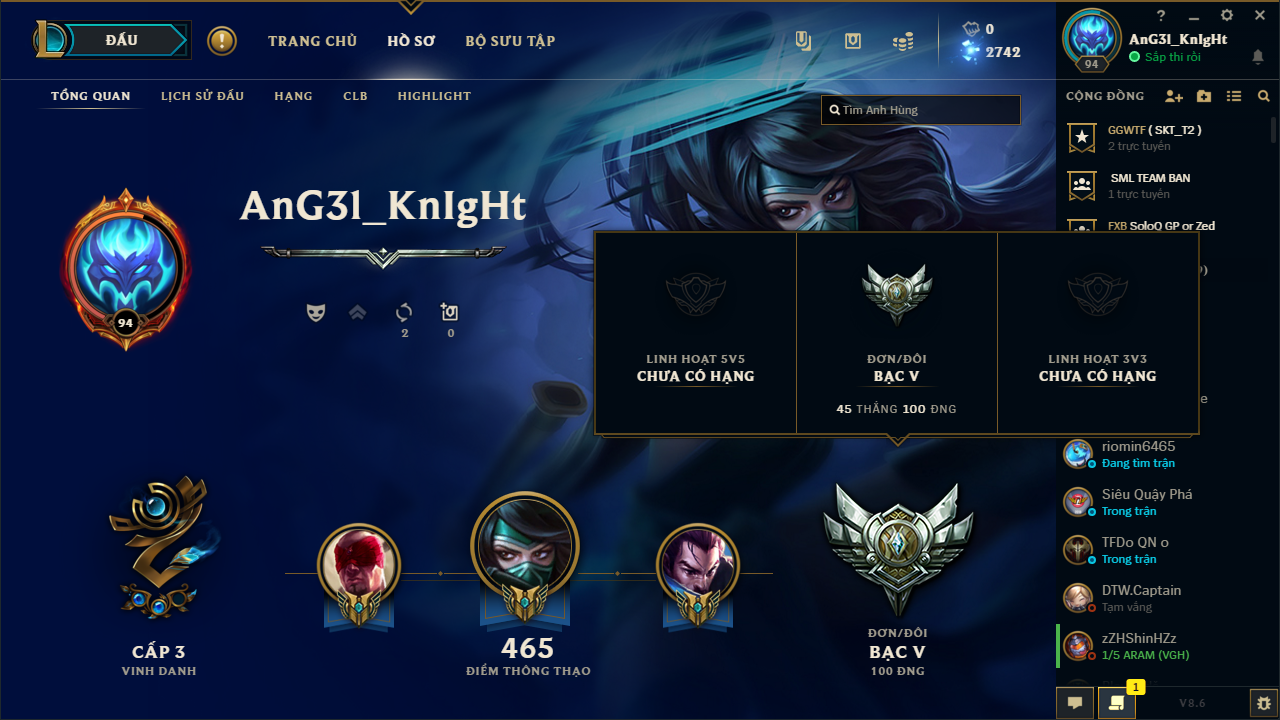 ĐẤU
TRANG CHỦ
HỒ SƠ
BỘ SƯU TẬP
0
2742
AnG3l_KnIgHt
Sắp thi rồi
94
TỔNG QUAN
LỊCH SỬ ĐẤU
HẠNG
CLB
HIGHLIGHT
Tìm Anh Hùng
CỘNG ĐỒNG
GGWTF ( SKT_T2 )
2 trực tuyến
SML TEAM BAN
1 trực tuyến
FXB SoloQ GP or Zed
AnG3l_KnIgHt
94
2
0
LINH HOẠT 5V5
CHƯA CÓ HẠNG
ĐƠN/ĐÔI
BẠC V
45 THẮNG 100 ĐNG
LINH HOẠT 3V3
CHƯA CÓ HẠNG
riomin6465
Đang tìm trận
Siêu Quậy Phá
Trong trận
TFDo QN o
Trong trận
DTW.Captain
Tạm vắng
zZHShinHZz
1/5 ARAM (VGH)
CẤP 3
VINH DANH
465
ĐIỂM THÔNG THẠO
ĐƠN/ĐÔI
BẠC V
100 ĐNG
1
V8.6